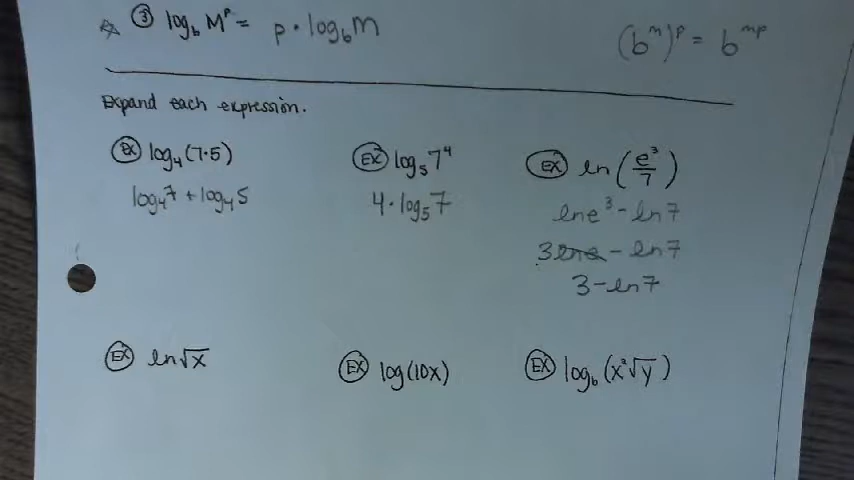 ☆ ③ log_b M^p = p · log_b M
(b^m)^p = b^{mp}
Expand each expression.
EX log_4(7·5)
log_4 7 + log_4 5
EX log_5 7^4
4 · log_5 7
EX ln(e^3/7)
ln e^3 - ln 7
3 ln e - ln 7
3 - ln 7
EX ln√x
EX log(10x)
EX log_b(x^2√y)